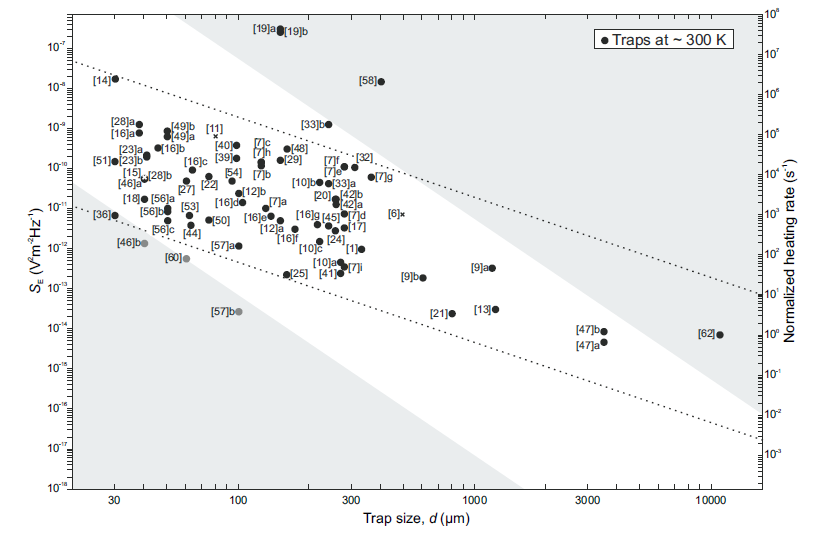 ● Traps at ~ 300 K
10⁻⁷
10⁻⁸
10⁻⁹
10⁻¹⁰
10⁻¹¹
10⁻¹²
10⁻¹³
10⁻¹⁴
10⁻¹⁵
10⁻¹⁶
10⁻¹⁷
10⁻¹⁸
S_E (V²m⁻²Hz⁻¹)
[19]a [19]b
[14] [58]
[28]a [49]b [11] [33]b
[16]a [49]a
[40] [7]c [48]
[23]a [16]b [7]h
[51] [23]b [16]c [39] [29] [7]f [32]
[15] [28]b [54] [7]b [7]e [7]g
[46]a [27] [22] [10]b [33]a
[18] [56]a [12]b [20] [42]b
[16]d [7]a [42]a
[36] [56]b [53] [50] [16]e [16]g [45] [7]d [6]
[56]c [44] [12]a [17]
[46]b [57]a [16]f [24]
[10]c [1]
[60] [10]a [7]i [9]a
[25] [41] [9]b
[57]b [21] [13]
[47]b [62]
[47]a
10⁸
10⁷
10⁶
10⁵
10⁴
10³
10²
10¹
10⁰
10⁻¹
10⁻²
10⁻³
Normalized heating rate (s⁻¹)
30 100 300 1000 3000 10000
Trap size, d (µm)